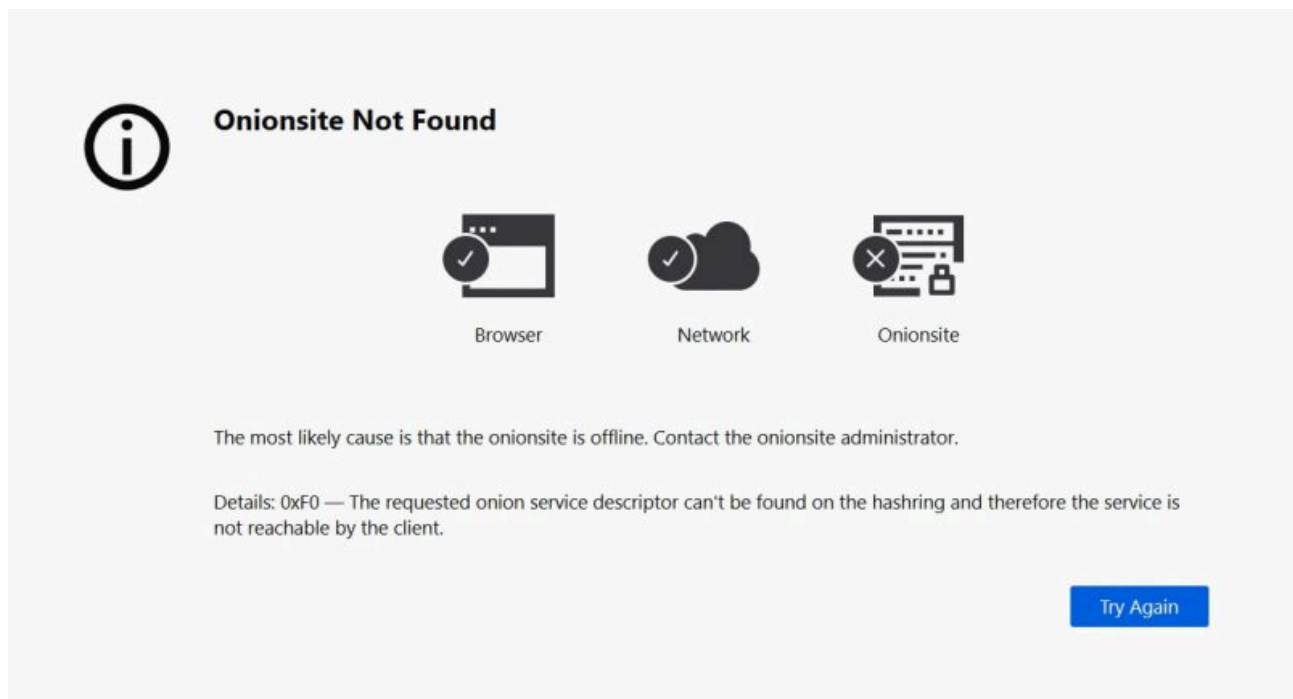 Onionsite Not Found
Browser
Network
Onionsite
The most likely cause is that the onionsite is offline. Contact the onionsite administrator.
Details: 0xF0 — The requested onion service descriptor can't be found on the hashring and therefore the service is
not reachable by the client.
Try Again